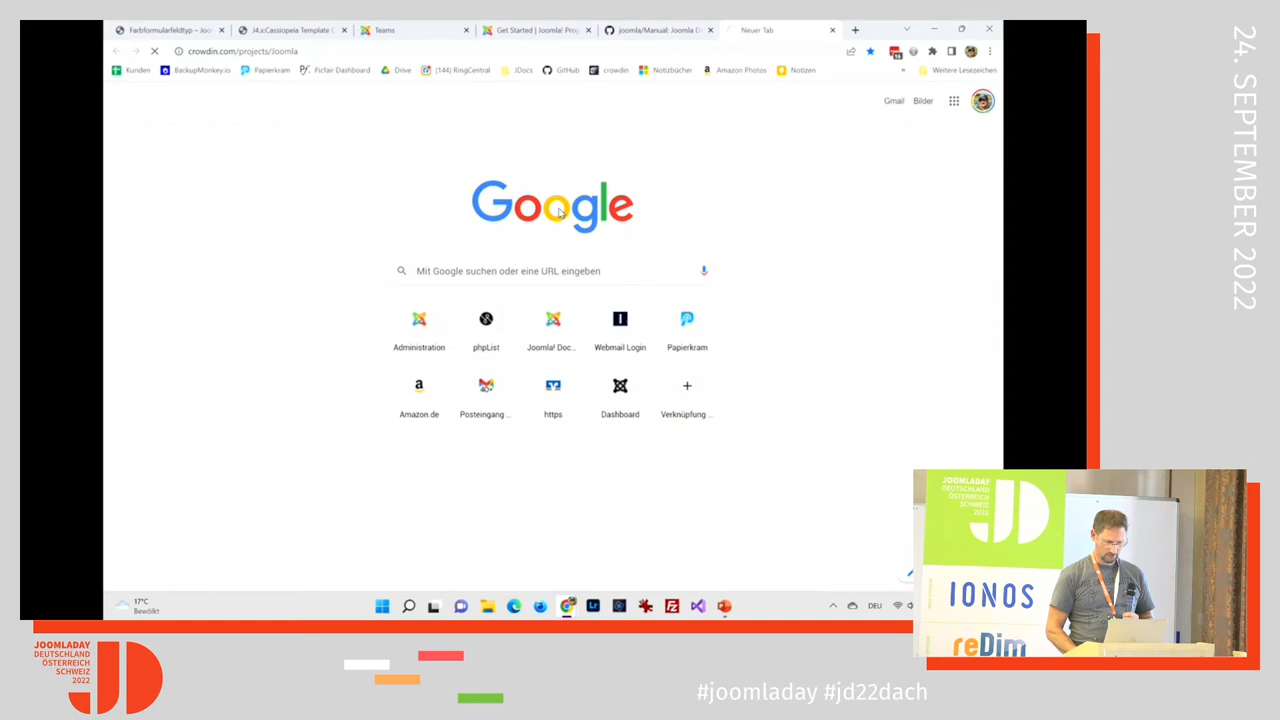 Farbformularfeldtyp – Joo
J4.x:Cassiopeia Template C
Teams
Get Started | Joomla! Prog
joomla/Manual: Joomla D
Neuer Tab
crowdin.com/projects/Joomla
Kunden
BackupMonkey.io
Papierkram
Picfair Dashboard
Drive
(144) RingCentral
JDocs
GitHub
crowdin
Notizbücher
Amazon Photos
Notizen
»
Weitere Lesezeichen
Gmail
Bilder
Google
Mit Google suchen oder eine URL eingeben
Administration
phpList
Joomla! Doc...
Webmail Login
Papierkram
Amazon.de
Posteingang ...
https
Dashboard
Verknüpfung ...
17°C
Bewölkt
DEU
24. SEPTEMBER 2022
JOOMLADAY
DEUTSCHLAND
ÖSTERREICH
SCHWEIZ
2022
IONOS
reDim
JOOMLADAY
DEUTSCHLAND
ÖSTERREICH
SCHWEIZ
2022
#joomladay #jd22dach